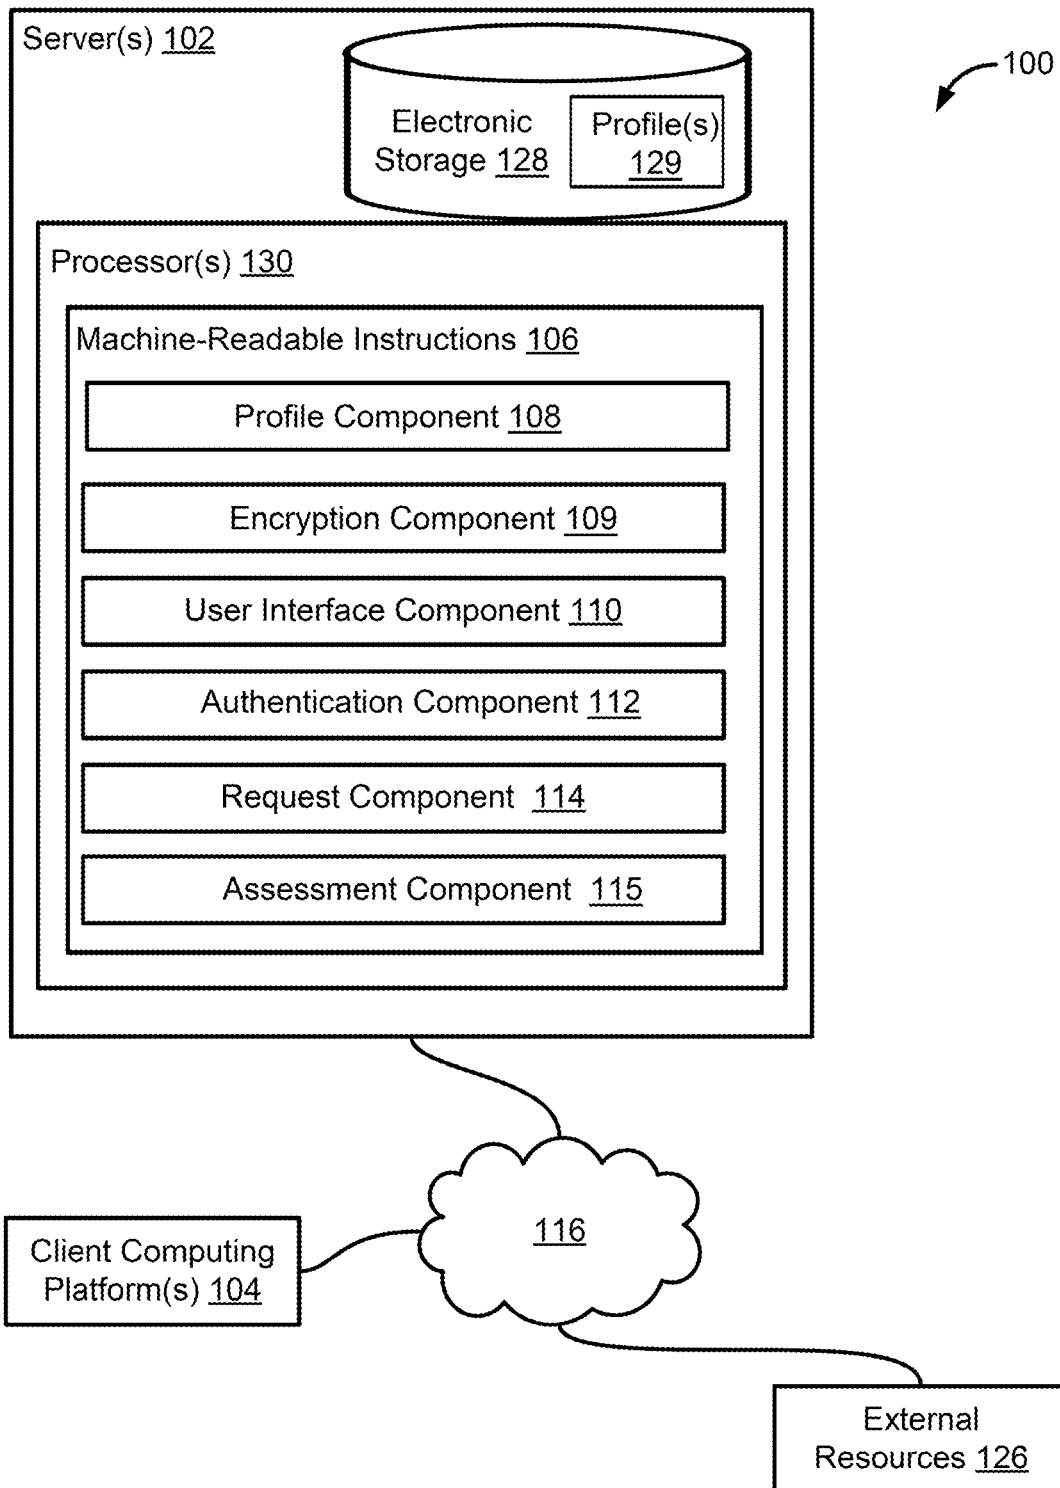 Server(s) 102
100
Electronic
Storage 128
Profile(s)
129
Processor(s) 130
Machine-Readable Instructions 106
Profile Component 108
Encryption Component 109
User Interface Component 110
Authentication Component 112
Request Component 114
Assessment Component 115
116
Client Computing
Platform(s) 104
External
Resources 126